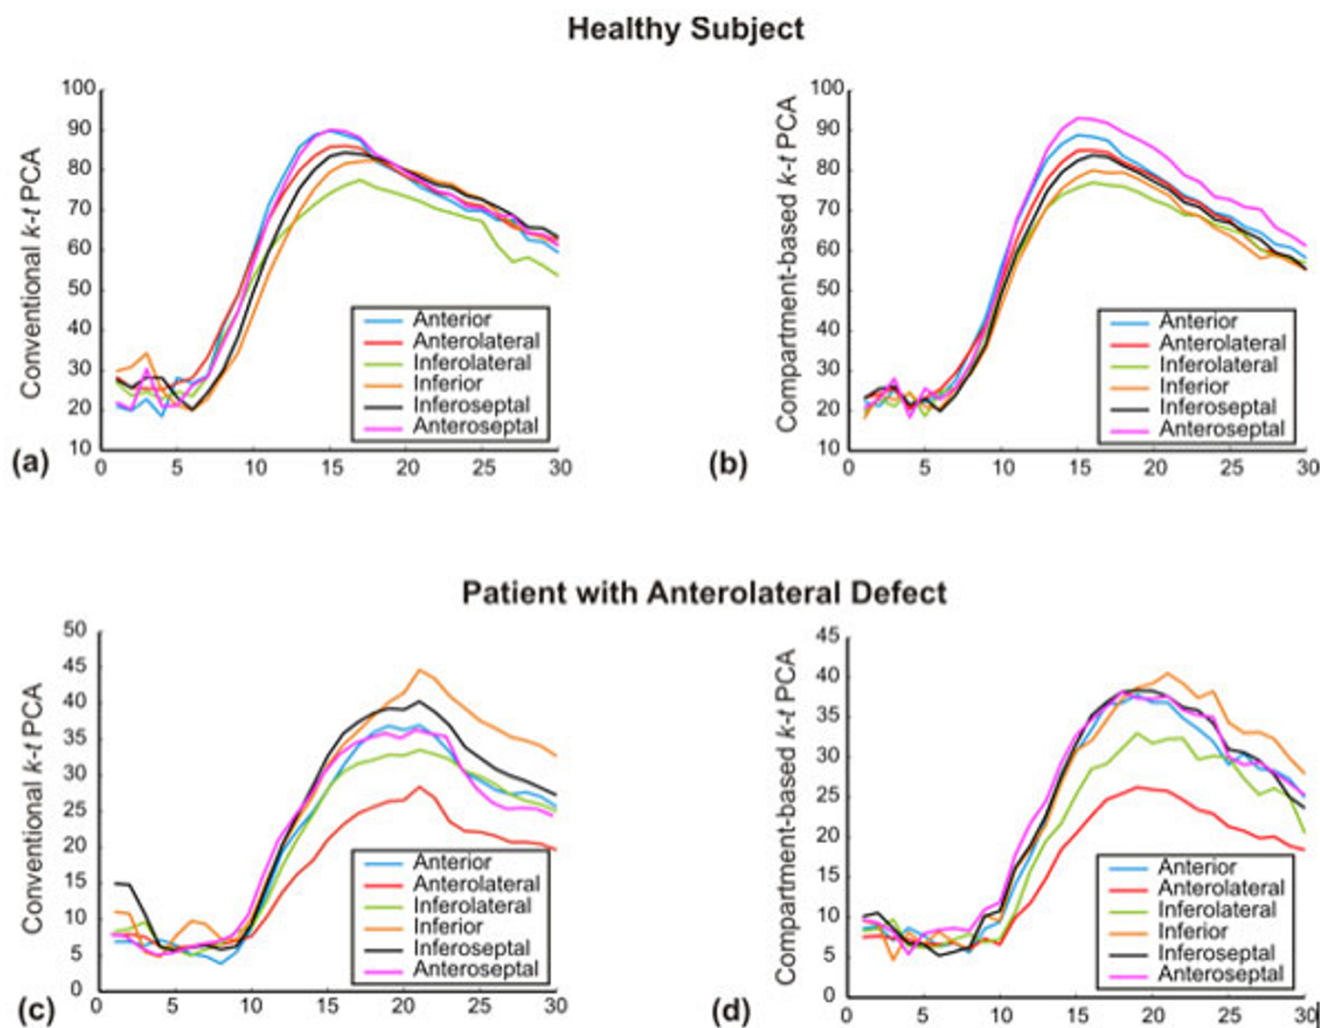 Healthy Subject
Conventional k-t PCA
100
90
80
70
60
50
40
30
20
10
0 5 10 15 20 25 30
Anterior
Anterolateral
Inferolateral
Inferior
Inferoseptal
Anteroseptal
(a)
Compartment-based k-t PCA
100
90
80
70
60
50
40
30
20
10
0 5 10 15 20 25 30
Anterior
Anterolateral
Inferolateral
Inferior
Inferoseptal
Anteroseptal
(b)
Patient with Anterolateral Defect
Conventional k-t PCA
50
45
40
35
30
25
20
15
10
5
0
0 5 10 15 20 25 30
Anterior
Anterolateral
Inferolateral
Inferior
Inferoseptal
Anteroseptal
(c)
Compartment-based k-t PCA
45
40
35
30
25
20
15
10
5
0
0 5 10 15 20 25 30
Anterior
Anterolateral
Inferolateral
Inferior
Inferoseptal
Anteroseptal
(d)